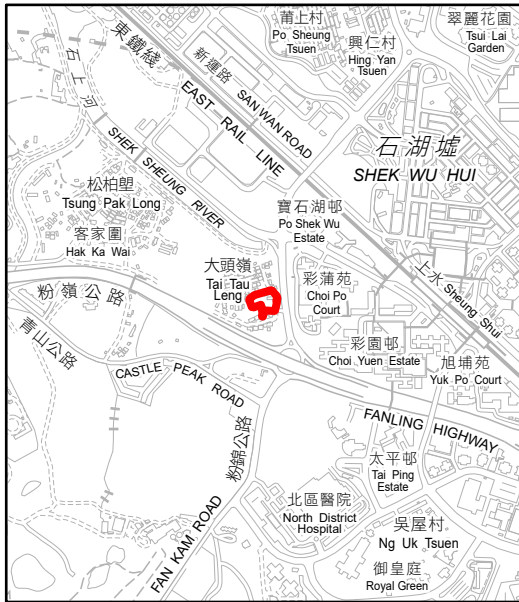 莆上村
Po Sheung
Tsuen
興仁村
Hing Yan
Tsuen
翠麗花園
Tsui Lai
Garden
東鐵綫
EAST RAIL LINE
新運路
SAN WAN ROAD
石上河
SHEK SHEUNG RIVER
石湖墟
SHEK WU HUI
松柏塱
Tsung Pak Long
客家圍
Hak Ka Wai
寶石湖邨
Po Shek Wu
Estate
大頭嶺
Tai Tau
Leng
彩蒲苑
Choi Po
Court
上水 Sheung Shui
粉嶺公路
青山公路
彩園邨
Choi Yuen Estate
旭埔苑
Yuk Po Court
CASTLE PEAK ROAD
FANLING HIGHWAY
粉錦公路
FAN KAM ROAD
太平邨
Tai Ping
Estate
北區醫院
North District
Hospital
吳屋村
Ng Uk Tsuen
御皇庭
Royal Green